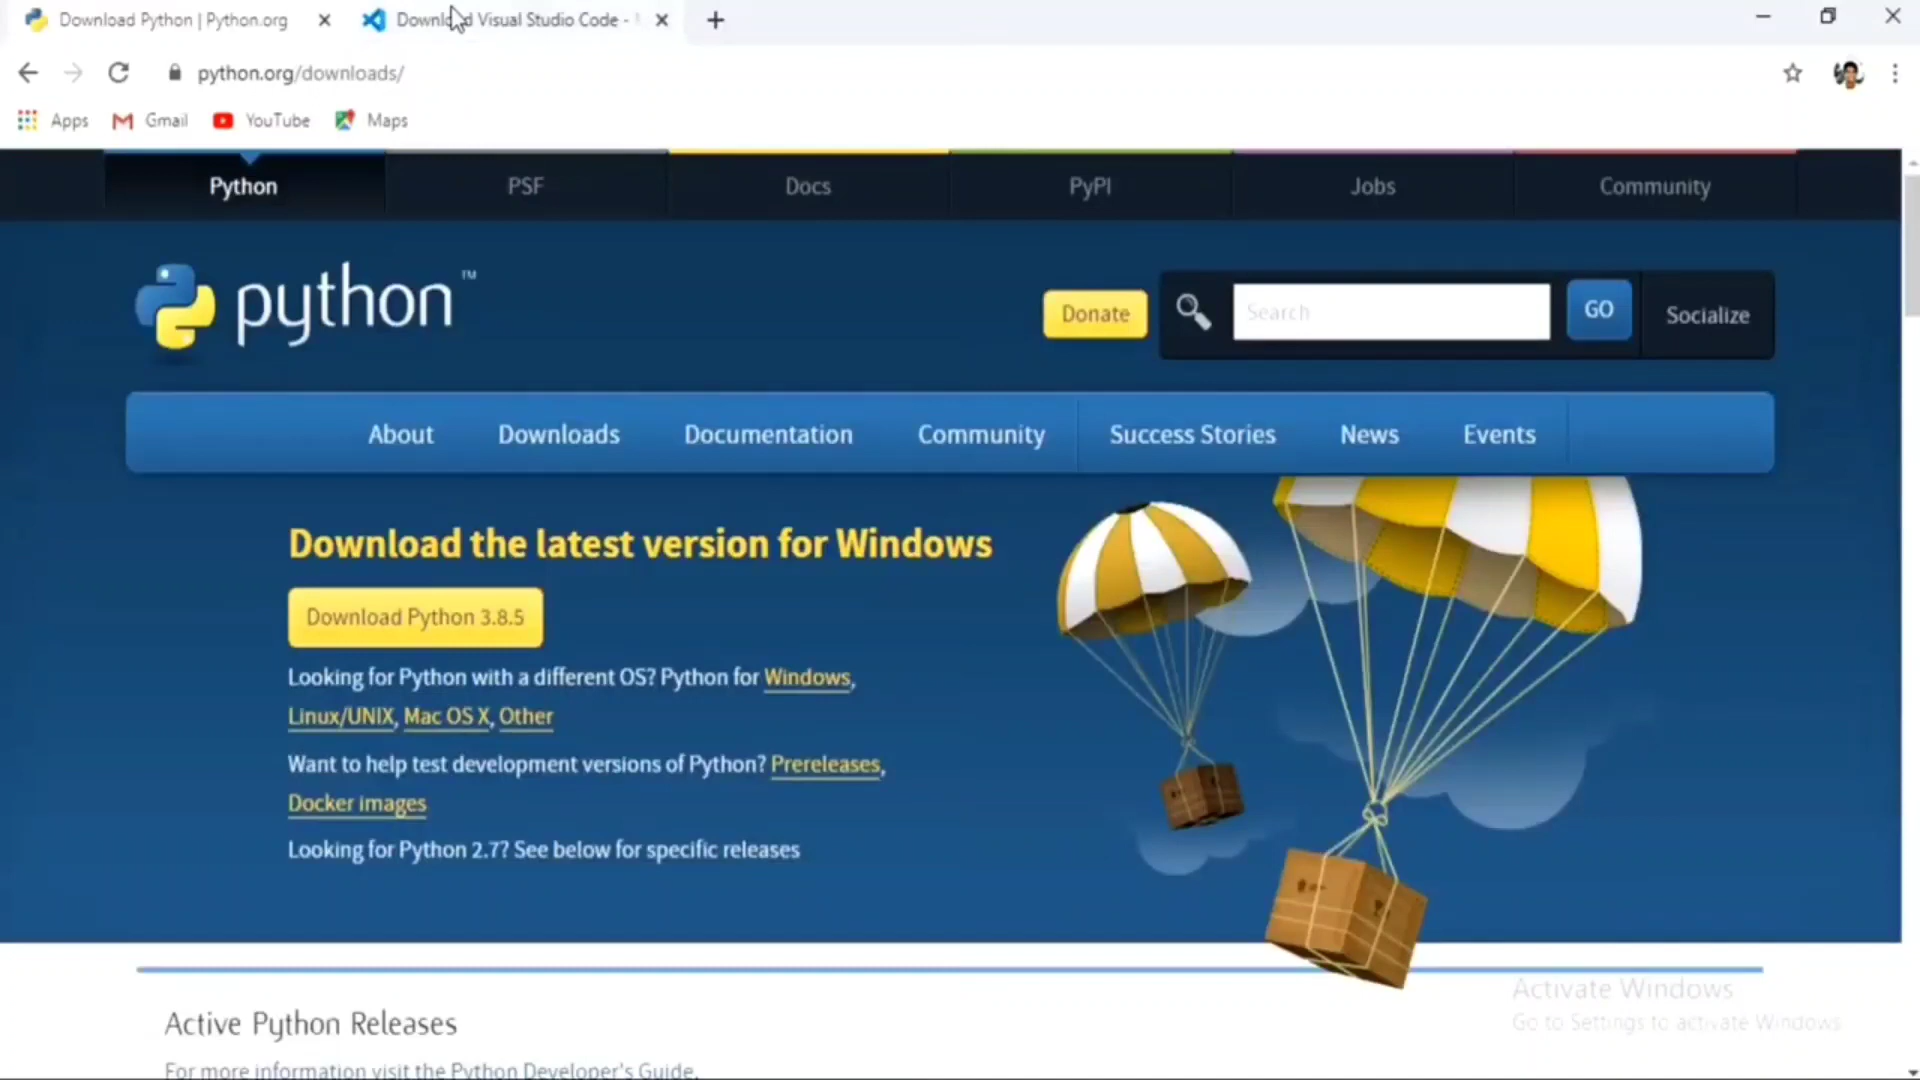 Download Python | Python.org
Download Visual Studio Code -
python.org/downloads/
Apps Gmail YouTube Maps
Python PSF Docs PyPI Jobs Community
python TM
Donate Search GO Socialize
About Downloads Documentation Community Success Stories News Events
Download the latest version for Windows
Download Python 3.8.5
Looking for Python with a different OS? Python for Windows,
Linux/UNIX, Mac OS X, Other
Want to help test development versions of Python? Prereleases,
Docker images
Looking for Python 2.7? See below for specific releases
Activate Windows
Go to Settings to activate Windows
Active Python Releases
For more information visit the Python Developer's Guide.